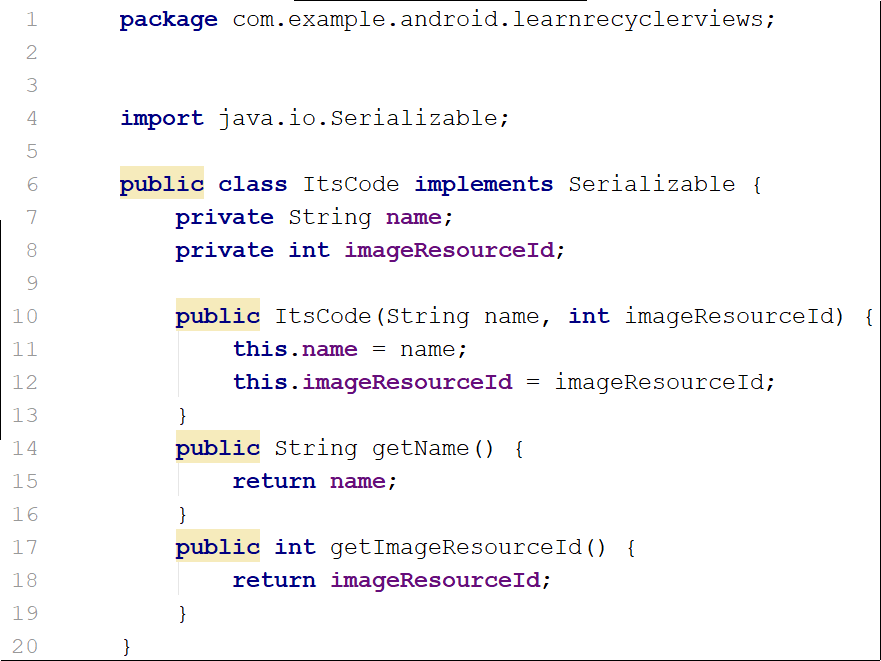 1 package com.example.android.learnrecyclerviews;
2
3
4 import java.io.Serializable;
5
6 public class ItsCode implements Serializable {
7     private String name;
8     private int imageResourceId;
9
10     public ItsCode(String name, int imageResourceId) {
11         this.name = name;
12         this.imageResourceId = imageResourceId;
13     }
14     public String getName() {
15         return name;
16     }
17     public int getImageResourceId() {
18         return imageResourceId;
19     }
20 }